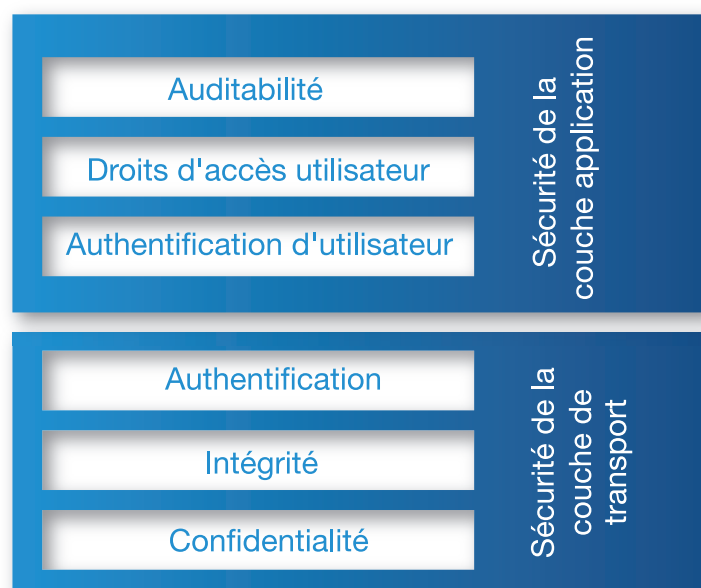 Auditabilité
Droits d'accès utilisateur
Authentification d'utilisateur
Sécurité de la
couche application
Authentification
Intégrité
Confidentialité
Sécurité de la
couche de
transport